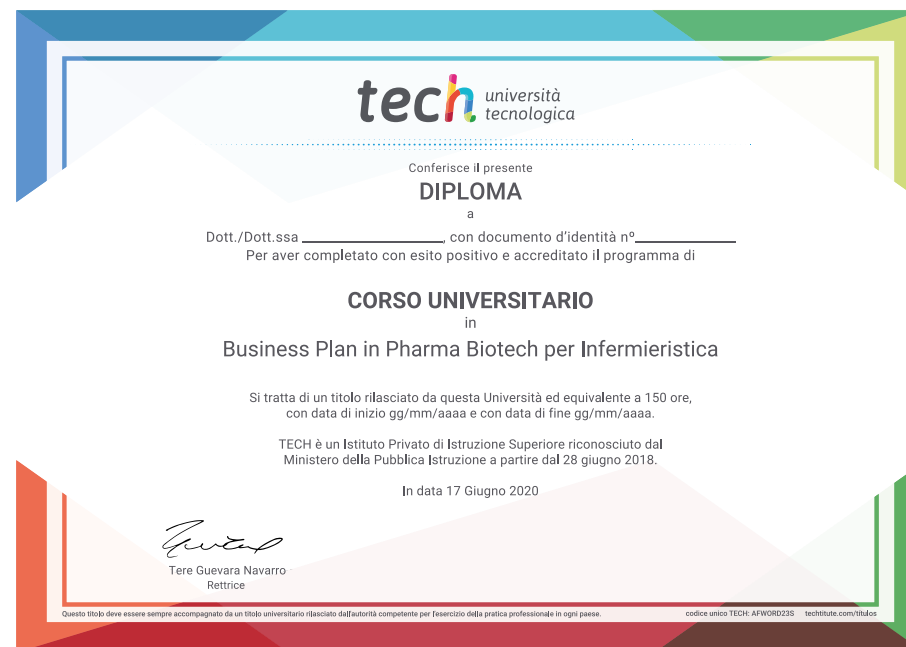 tech università
tecnologica
Conferisce il presente
DIPLOMA
a
Dott./Dott.ssa ____________________, con documento d'identità nº______________
Per aver completato con esito positivo e accreditato il programma di
CORSO UNIVERSITARIO
in
Business Plan in Pharma Biotech per Infermieristica
Si tratta di un titolo rilasciato da questa Università ed equivalente a 150 ore,
con data di inizio gg/mm/aaaa e con data di fine gg/mm/aaaa.
TECH è un Istituto Privato di Istruzione Superiore riconosciuto dal
Ministero della Pubblica Istruzione a partire dal 28 giugno 2018.
In data 17 Giugno 2020
Tere Guevara Navarro
Rettrice
Questo titolo deve essere sempre accompagnato da un titolo universitario rilasciato dall'autorità competente per l'esercizio della pratica professionale in ogni paese. codice unico TECH: AFWORD23S techtitute.com/titulos